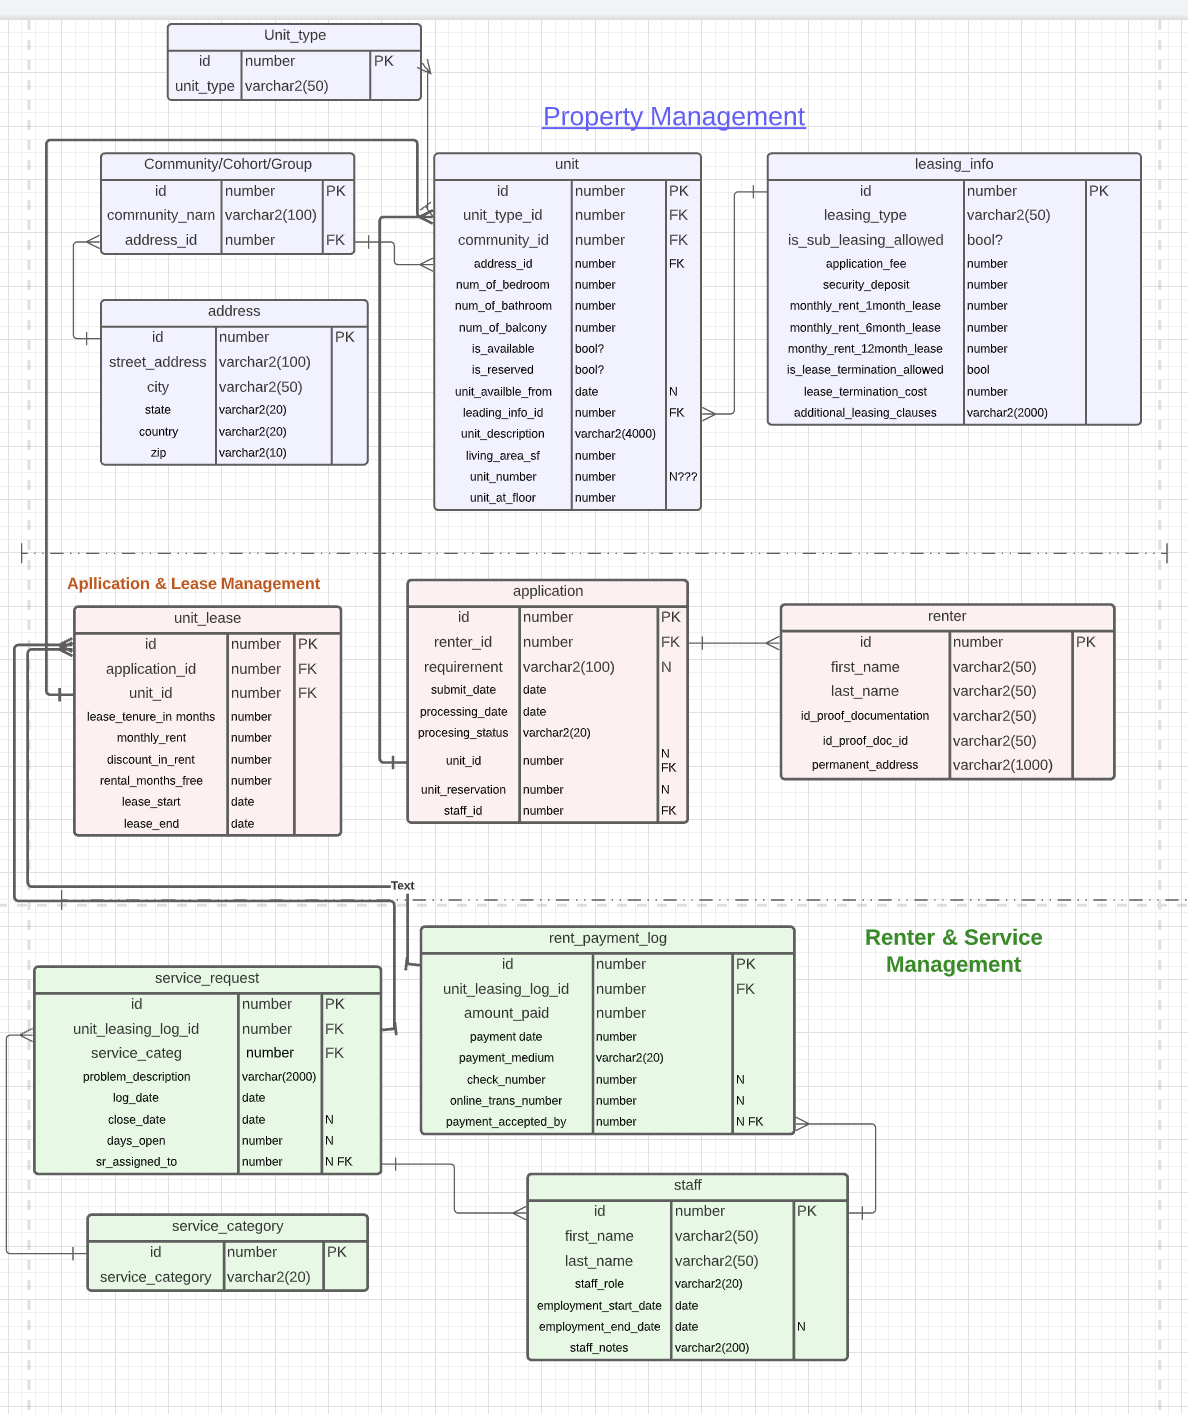 Unit_type
id number PK
unit_type varchar2(50)
Property Management
Community/Cohort/Group
id number PK
community_nam varchar2(100)
address_id number FK
unit
id number PK
unit_type_id number FK
community_id number FK
address_id number FK
num_of_bedroom number
num_of_bathroom number
num_of_balcony number
is_available bool?
is_reserved bool?
unit_availble_from date N
leading_info_id number FK
unit_description varchar2(4000)
living_area_sf number
unit_number number N???
unit_at_floor number
leasing_info
id number PK
leasing_type varchar2(50)
is_sub_leasing_allowed bool?
application_fee number
security_deposit number
monthly_rent_1month_lease number
monthly_rent_6month_lease number
monthy_rent_12month_lease number
is_lease_termination_allowed bool
lease_termination_cost number
additional_leasing_clauses varchar2(2000)
address
id number PK
street_address varchar2(100)
city varchar2(50)
state varchar2(20)
country varchar2(20)
zip varchar2(10)
Apllication & Lease Management
unit_lease
id number PK
application_id number FK
unit_id number FK
lease_tenure_in months number
monthly_rent number
discount_in_rent number
rental_months_free number
lease_start date
lease_end date
application
id number PK
renter_id number FK
requirement varchar2(100) N
submit_date date
processing_date date
procesing_status varchar2(20)
unit_id number N
FK
unit_reservation number N
staff_id number FK
renter
id number PK
first_name varchar2(50)
last_name varchar2(50)
id_proof_documentation varchar2(50)
id_proof_doc_id varchar2(50)
permanent_address varchar2(1000)
Text
Renter & Service
Management
rent_payment_log
id number PK
unit_leasing_log_id number FK
amount_paid number
payment date number
payment_medium varchar2(20)
check_number number N
online_trans_number number N
payment_accepted_by number N FK
service_request
id number PK
unit_leasing_log_id number FK
service_categ number FK
problem_description varchar(2000)
log_date date
close_date date N
days_open number N
sr_assigned_to number N FK
staff
id number PK
first_name varchar2(50)
last_name varchar2(50)
staff_role varchar2(20)
employment_start_date date
employment_end_date date N
staff_notes varchar2(200)
service_category
id number PK
service_category varchar2(20)